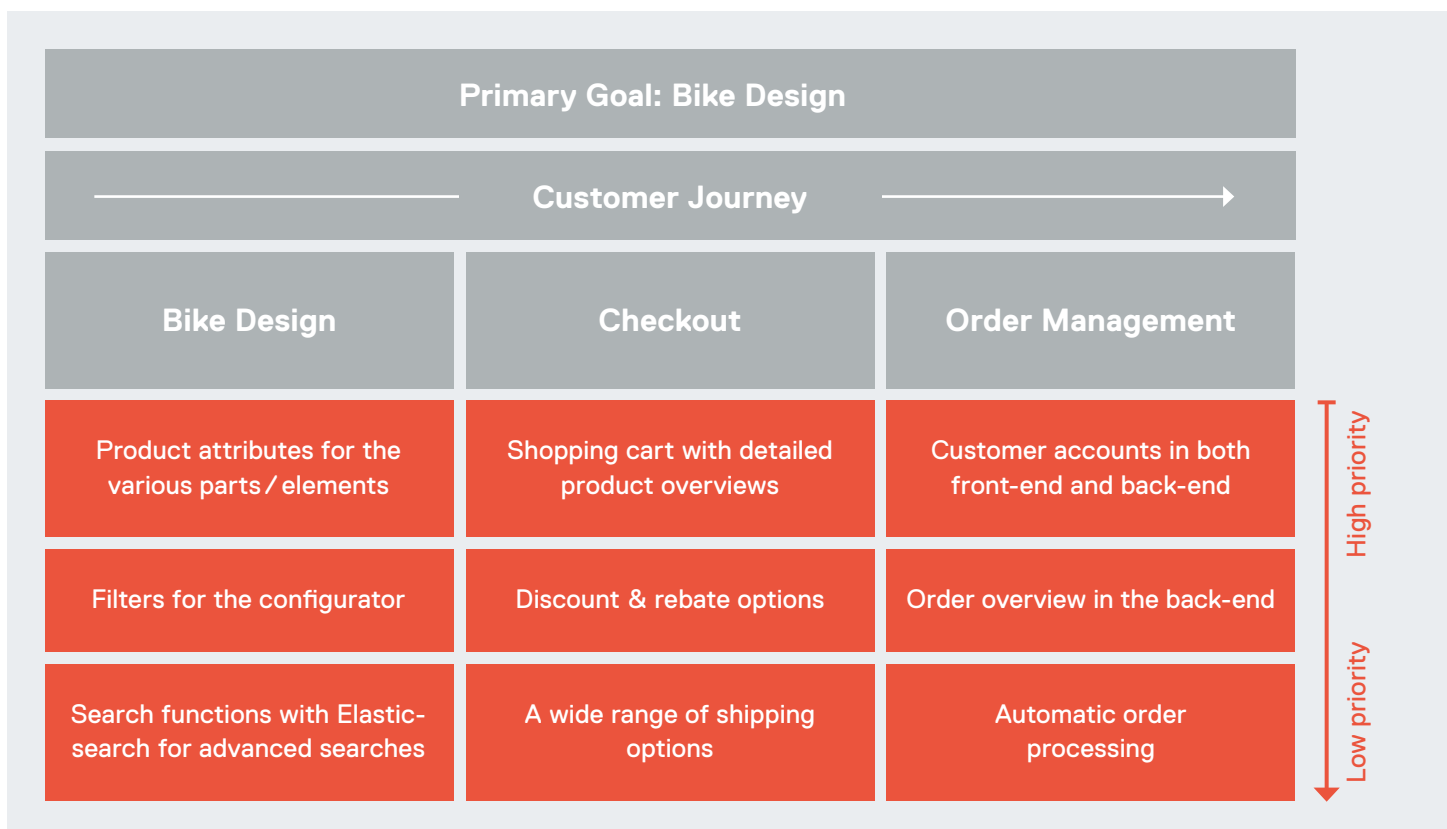 Primary Goal: Bike Design
Customer Journey
Bike Design
Checkout
Order Management
Product attributes for the
various parts / elements
Shopping cart with detailed
product overviews
Customer accounts in both
front-end and back-end
Filters for the configurator
Discount & rebate options
Order overview in the back-end
Search functions with Elastic-
search for advanced searches
A wide range of shipping
options
Automatic order
processing
High priority
Low priority